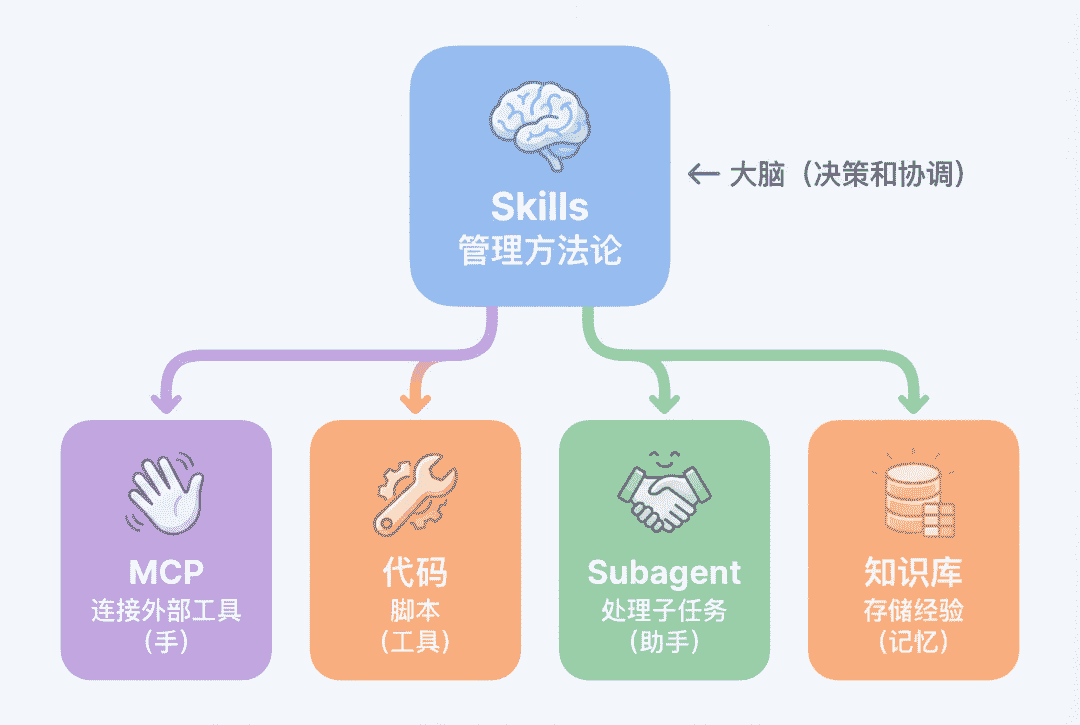 Skills
管理方法论
← 大脑（决策和协调）
MCP
连接外部工具
(手)
代码
脚本
(工具)
Subagent
处理子任务
(助手)
知识库
存储经验
(记忆)